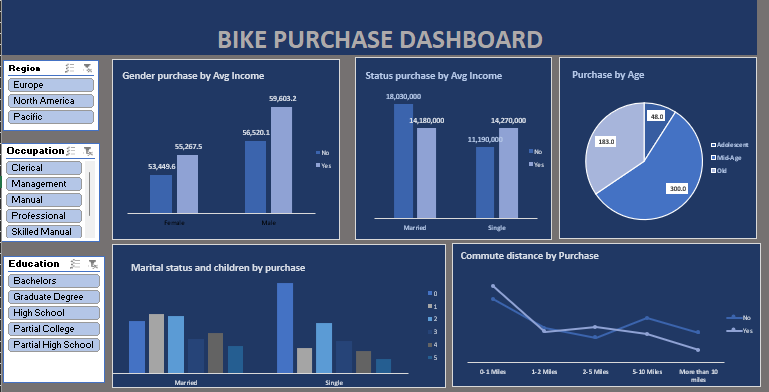 BIKE PURCHASE DASHBOARD
Region
Europe
North America
Pacific
Occupation
Clerical
Management
Manual
Professional
Skilled Manual
Education
Bachelors
Graduate Degree
High School
Partial College
Partial High School
Gender purchase by Avg Income
59,603.2
56,520.1
55,267.5
53,449.6
No
Yes
Female
Male
Status purchase by Avg Income
18,030,000
14,180,000
14,270,000
11,190,000
No
Yes
Married
Single
Purchase by Age
48.0
183.0
300.0
Adolescent
Mid-Age
Old
Marital status and children by purchase
0
1
2
3
4
5
Married
Single
Commute distance by Purchase
No
Yes
0-1 Miles
1-2 Miles
2-5 Miles
5-10 Miles
More than 10
miles